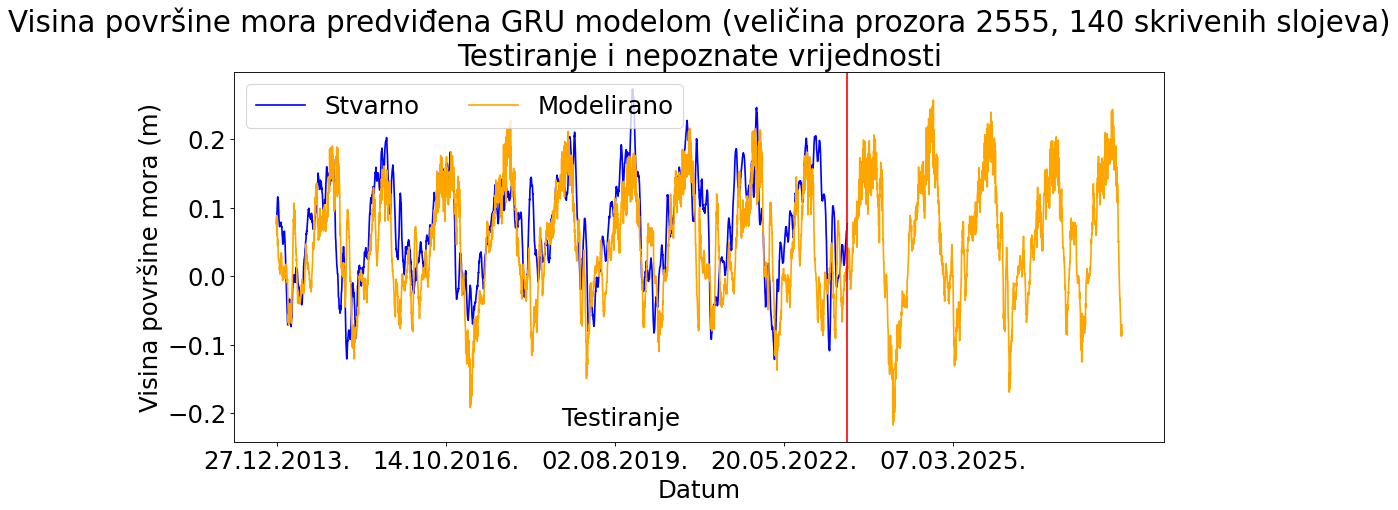 Visina površine mora predviđena GRU modelom (veličina prozora 2555, 140 skrivenih slojeva)
Testiranje i nepoznate vrijednosti
Stvarno
Modelirano
Visina površine mora (m)
0.2
0.1
0.0
−0.1
−0.2
Testiranje
27.12.2013.
14.10.2016.
02.08.2019.
20.05.2022.
07.03.2025.
Datum